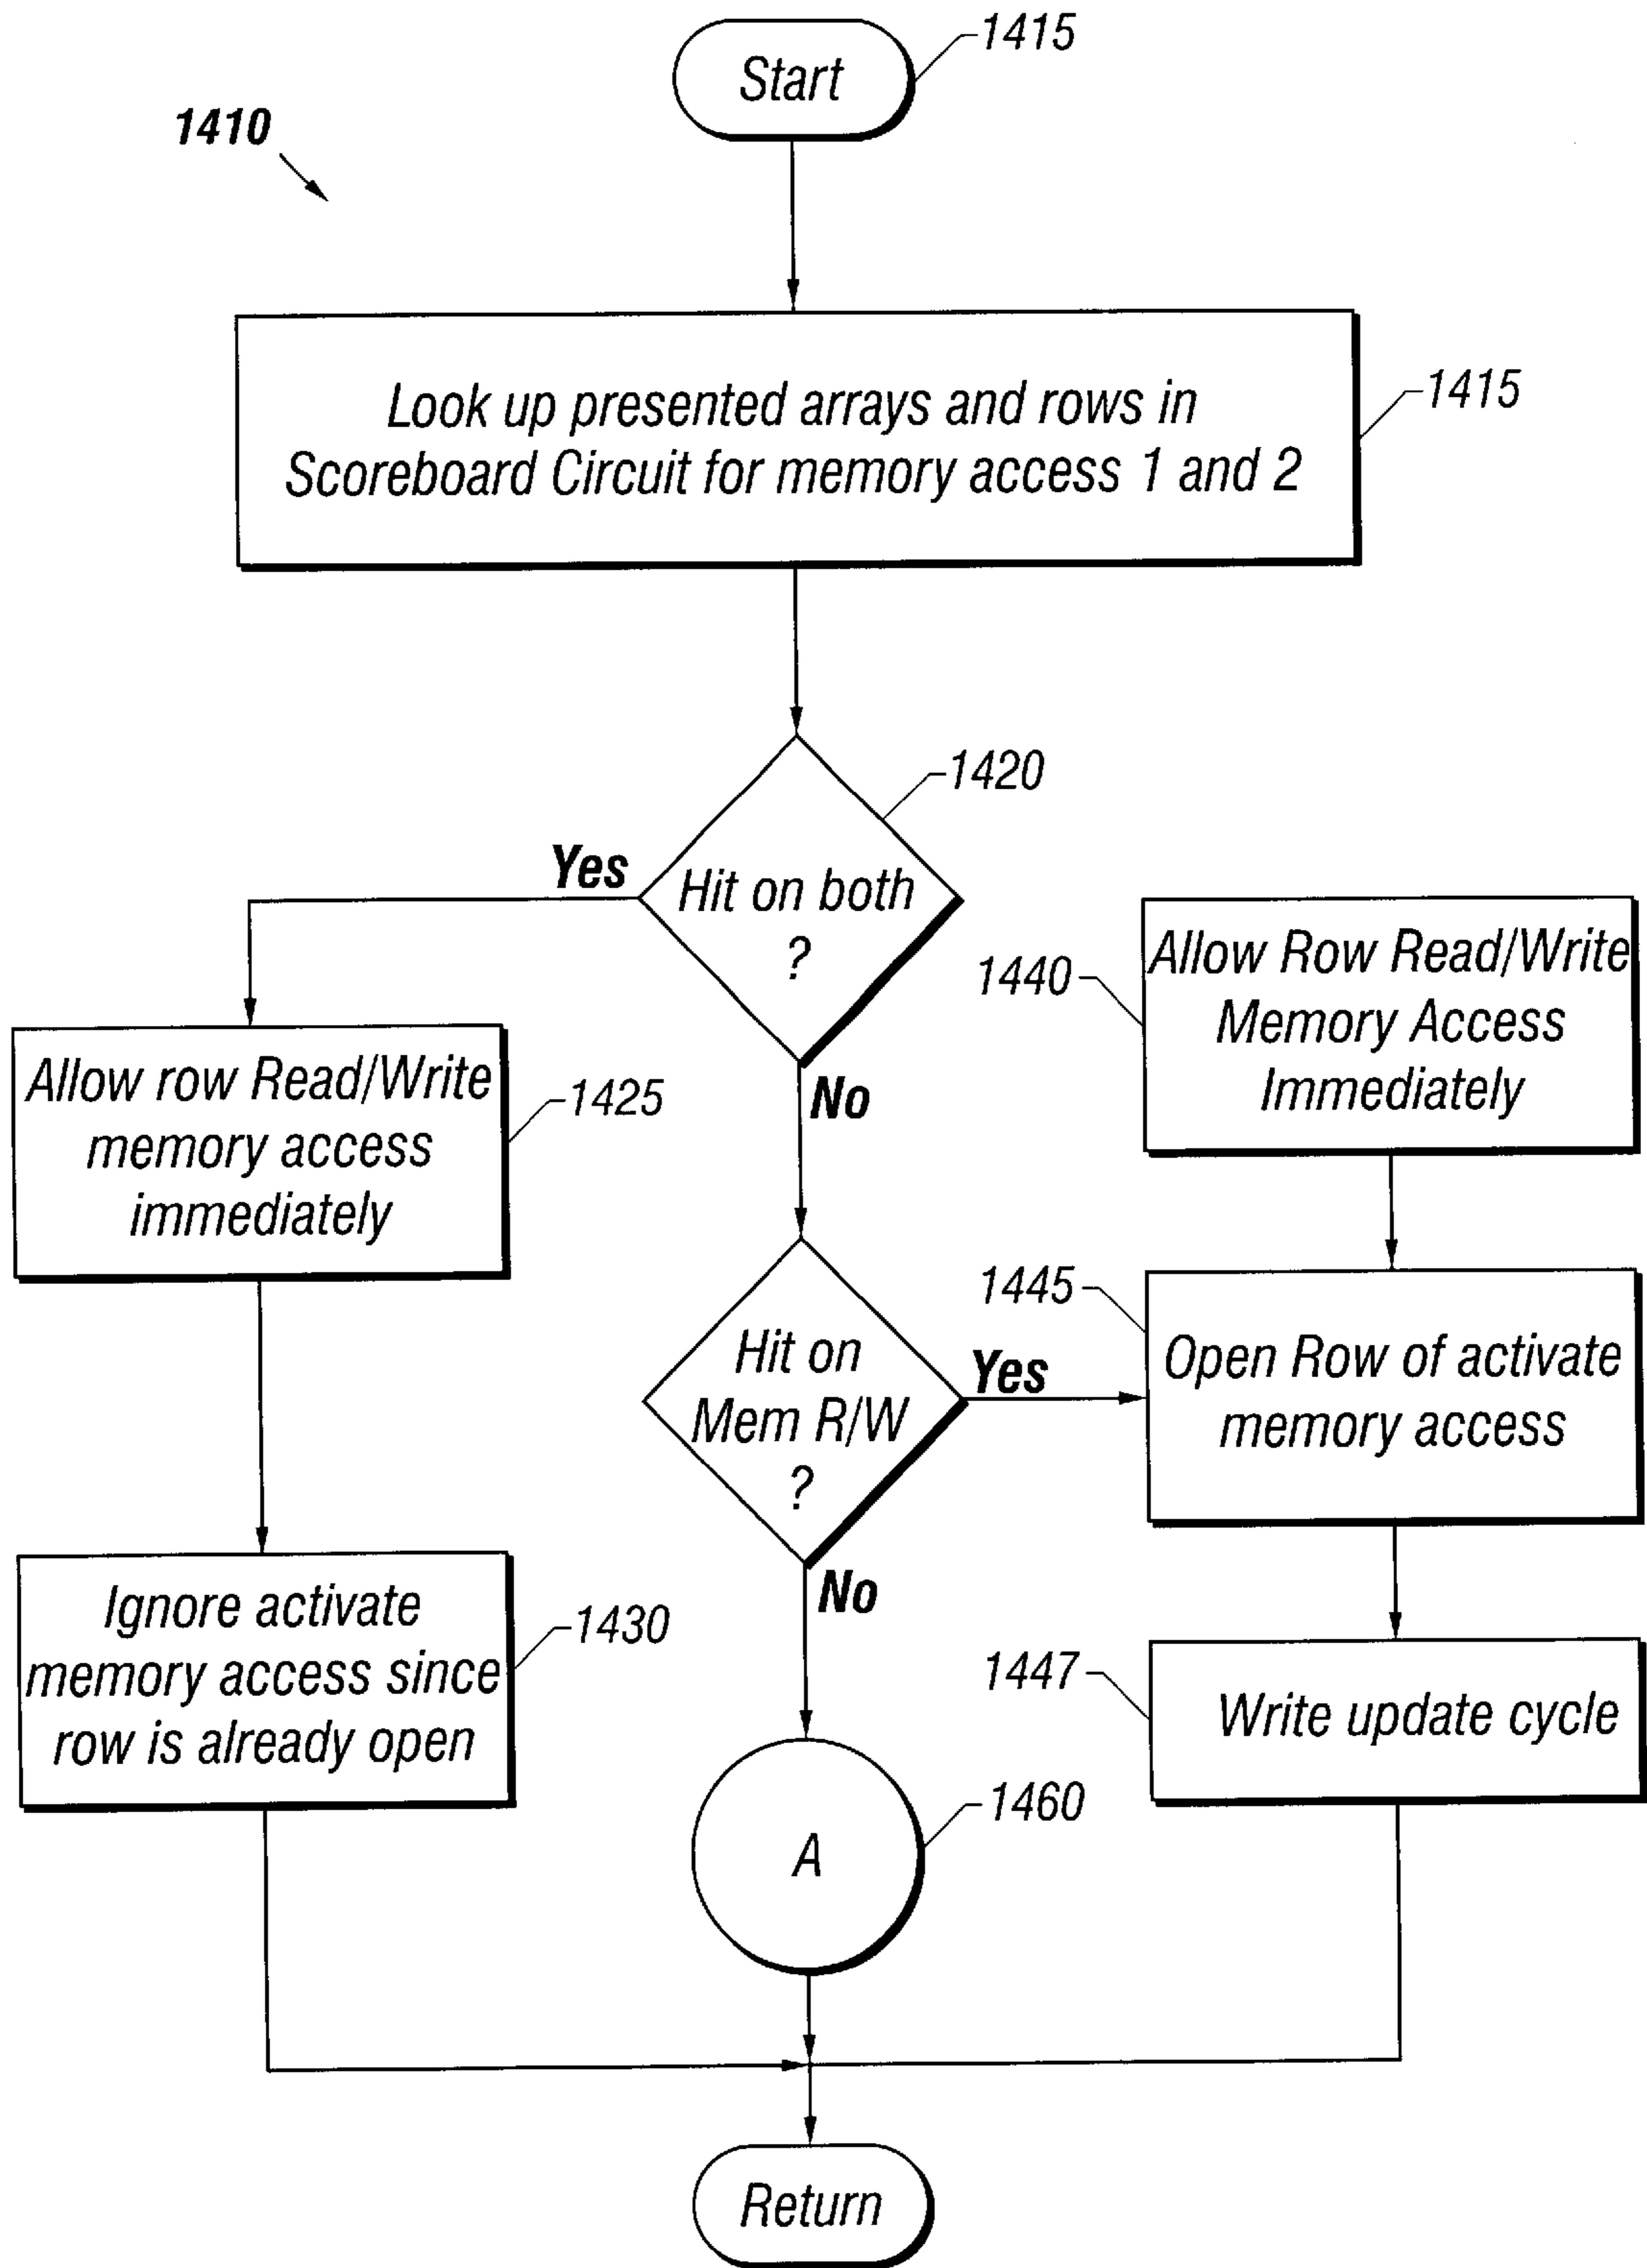 Start
1415
1410
Look up presented arrays and rows in
Scoreboard Circuit for memory access 1 and 2
1415
1420
Yes
Hit on both
?
No
Allow row Read/Write
memory access
immediately
1425
1440
Allow Row Read/Write
Memory Access
Immediately
Hit on
Mem R/W
?
Yes
No
1445
Open Row of activate
memory access
Ignore activate
memory access since
row is already open
1430
1447
Write update cycle
A
1460
Return